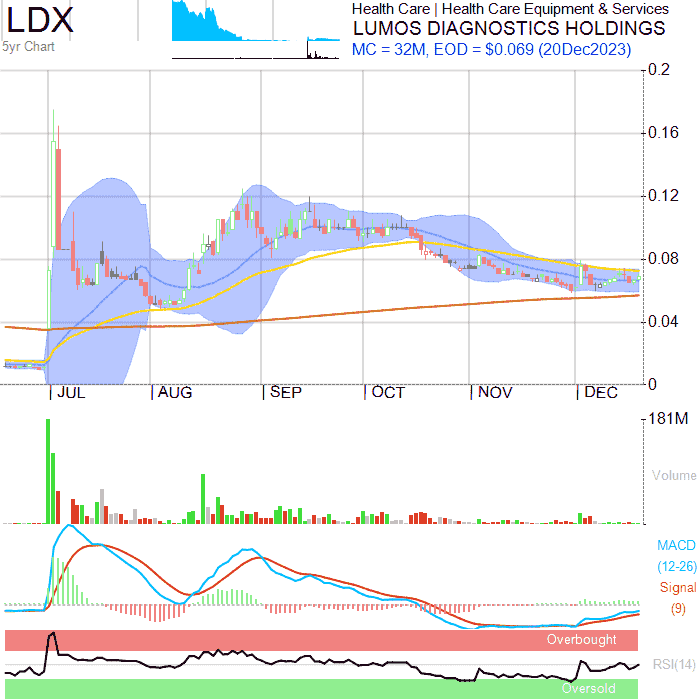 LDX
5yr Chart
Health Care | Health Care Equipment & Services
LUMOS DIAGNOSTICS HOLDINGS
MC = 32M, EOD = $0.069 (20Dec2023)
0.2
0.16
0.12
0.08
0.04
0
JUL AUG SEP OCT NOV DEC
181M
Volume
MACD
(12-26)
Signal
(9)
Overbought
RSI(14)
Oversold